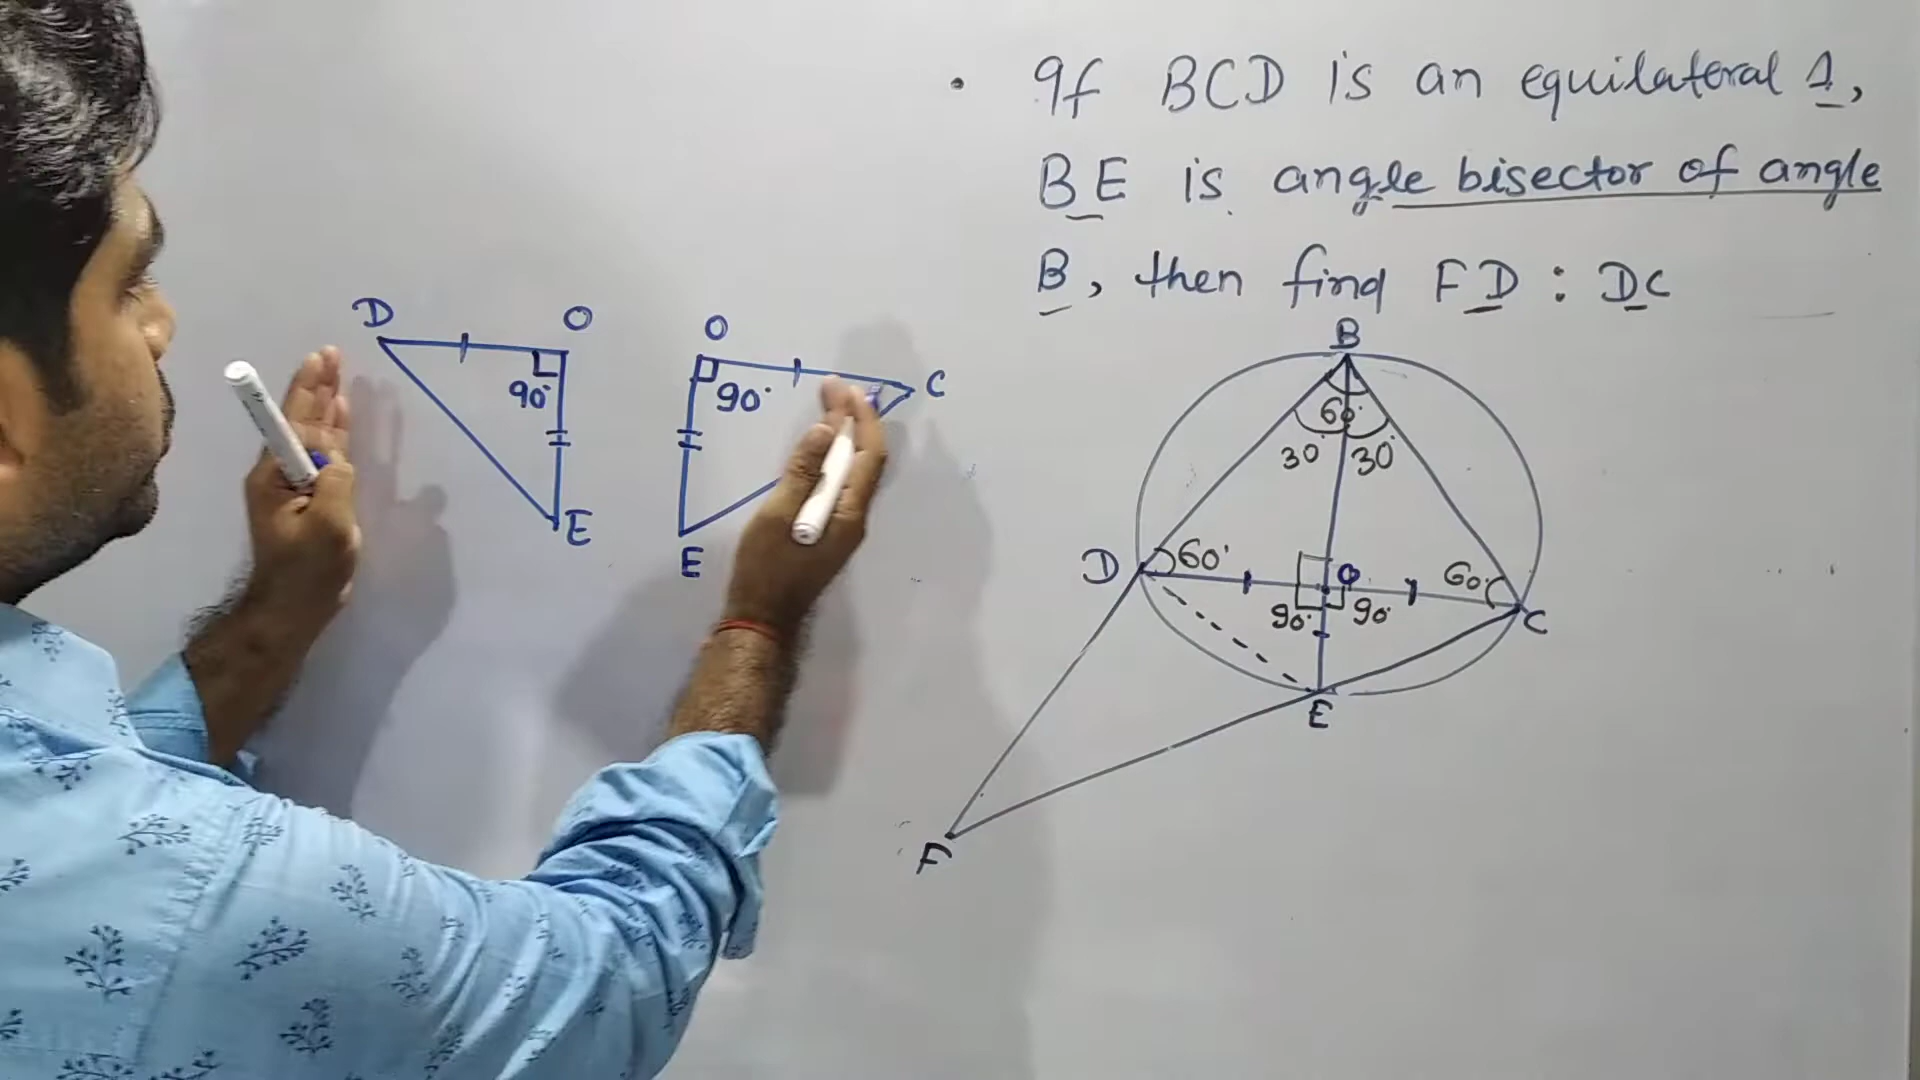 If BCD is an equilateral Δ,
BE is angle bisector of angle
B, then find FD : DC
D O
90°
E
O C
90°
E
B
60°
30° 30°
D 60° O 60° C
90° 90°
E
F